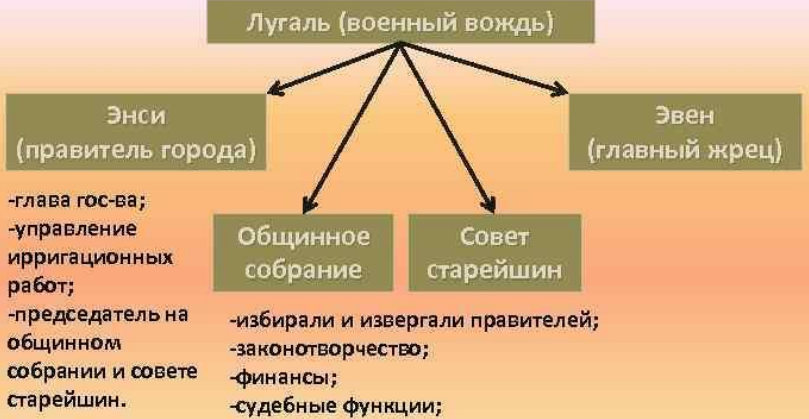 Лугаль (военный вождь)
Энси
(правитель города)
Эвен
(главный жрец)
-глава гос-ва;
-управление
ирригационных
работ;
-председатель на
общинном
собрании и совете
старейшин.
Общинное
собрание
Совет
старейшин
-избирали и извергали правителей;
-законотворчество;
-финансы;
-судебные функции;